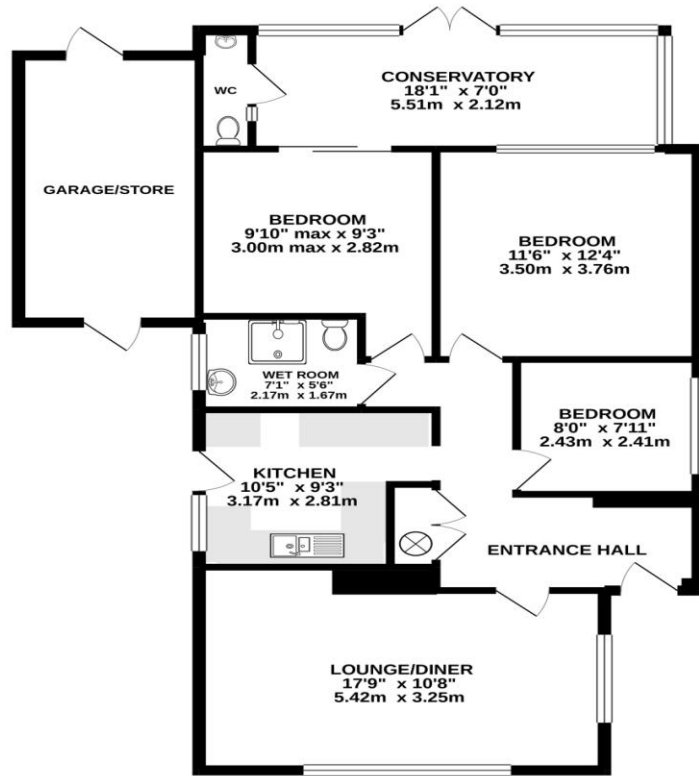 CONSERVATORY
18'1" x 7'0"
5.51m x 2.12m
WC
GARAGE/STORE
BEDROOM
9'10" max x 9'3"
3.00m max x 2.82m
BEDROOM
11'6" x 12'4"
3.50m x 3.76m
WET ROOM
7'1" x 5'6"
2.17m x 1.67m
BEDROOM
8'0" x 7'11"
2.43m x 2.41m
KITCHEN
10'5" x 9'3"
3.17m x 2.81m
ENTRANCE HALL
LOUNGE/DINER
17'9" x 10'8"
5.42m x 3.25m